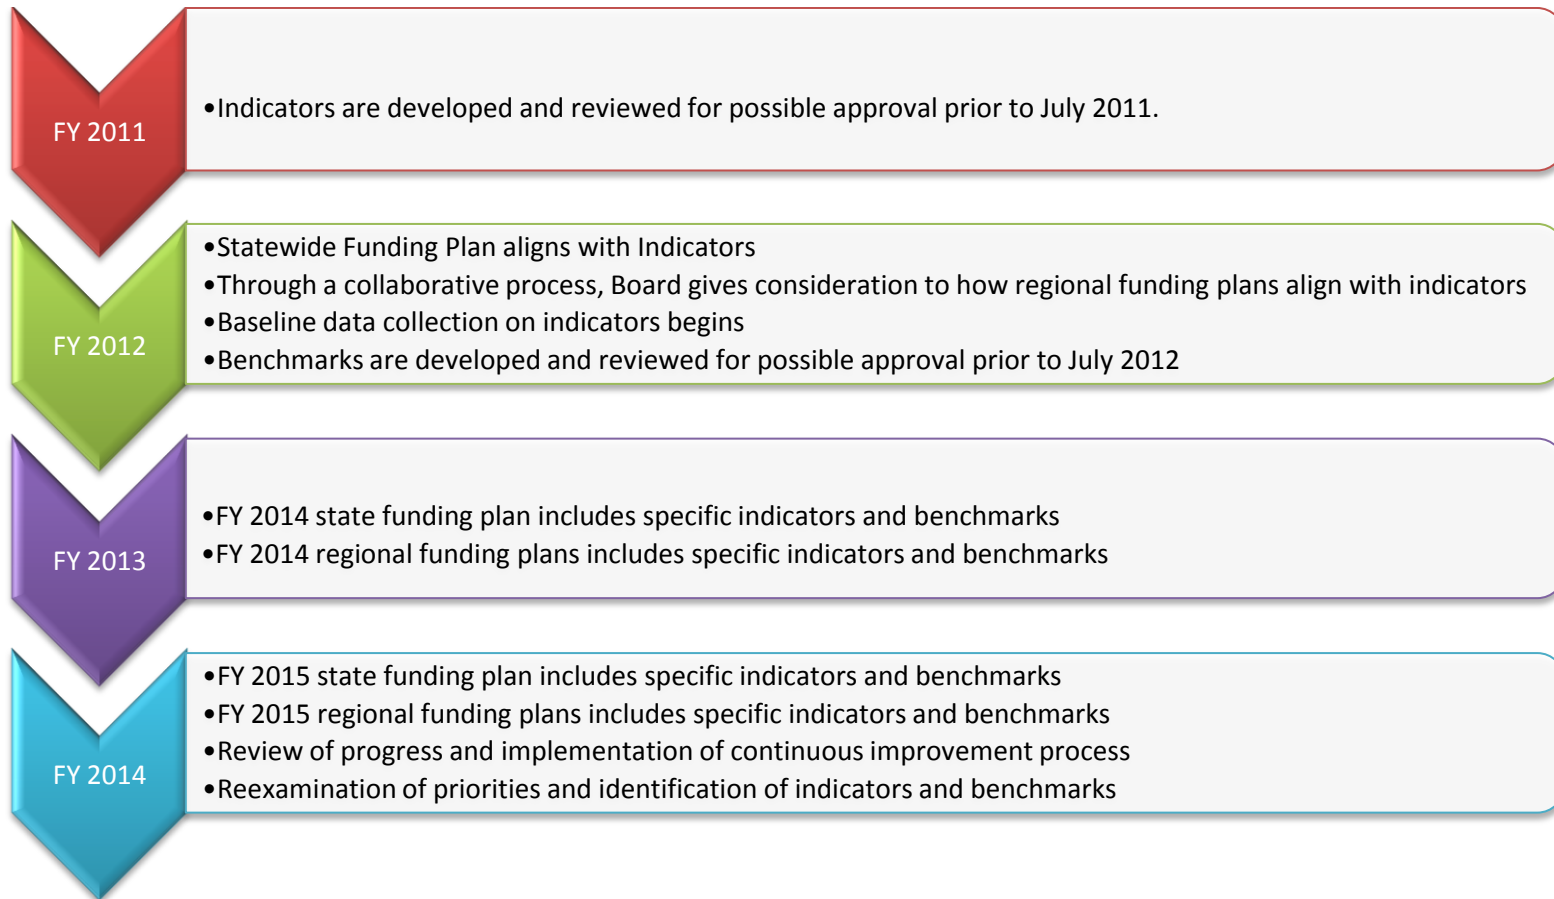 FY 2011
•Indicators are developed and reviewed for possible approval prior to July 2011.
FY 2012
•Statewide Funding Plan aligns with Indicators
•Through a collaborative process, Board gives consideration to how regional funding plans align with indicators
•Baseline data collection on indicators begins
•Benchmarks are developed and reviewed for possible approval prior to July 2012
FY 2013
•FY 2014 state funding plan includes specific indicators and benchmarks
•FY 2014 regional funding plans includes specific indicators and benchmarks
FY 2014
•FY 2015 state funding plan includes specific indicators and benchmarks
•FY 2015 regional funding plans includes specific indicators and benchmarks
•Review of progress and implementation of continuous improvement process
•Reexamination of priorities and identification of indicators and benchmarks